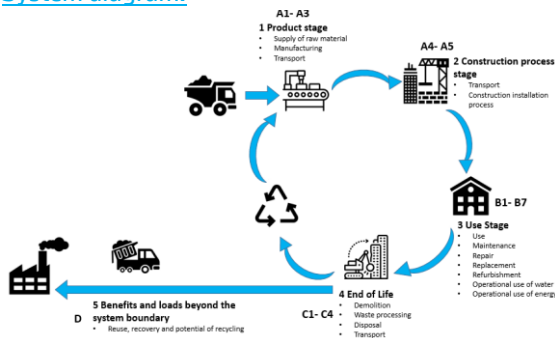 System diagram:
A1- A3
1 Product stage
• Supply of raw material
• Manufacturing
• Transport
A4- A5
2 Construction process
stage
• Transport
• Construction installation
process
B1- B7
3 Use Stage
• Use
• Maintenance
• Repair
• Replacement
• Refurbishment
• Operational use of water
• Operational use of energy
4 End of Life
C1- C4
• Demolition
• Waste processing
• Disposal
• Transport
5 Benefits and loads beyond the
D system boundary
• Reuse, recovery and potential of recycling